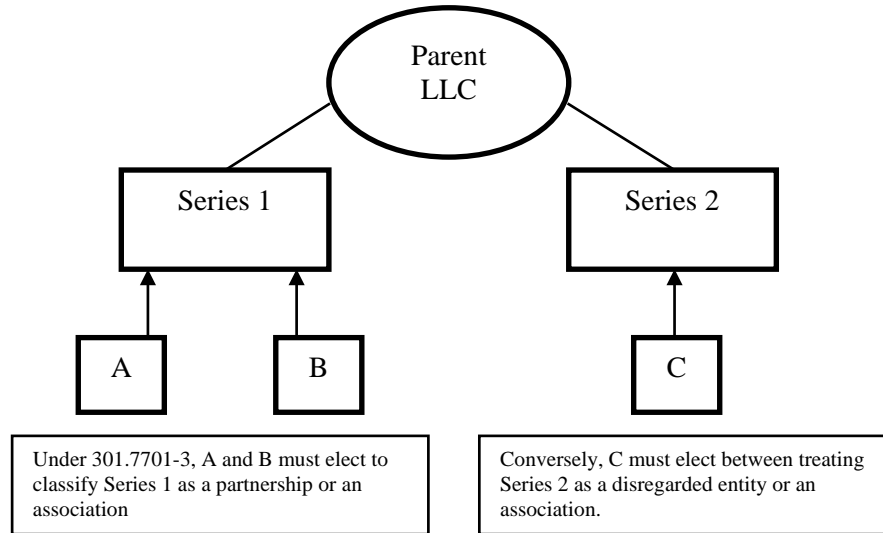 Parent
LLC
Series 1
Series 2
A
B
C
Under 301.7701-3, A and B must elect to
classify Series 1 as a partnership or an
association
Conversely, C must elect between treating
Series 2 as a disregarded entity or an
association.